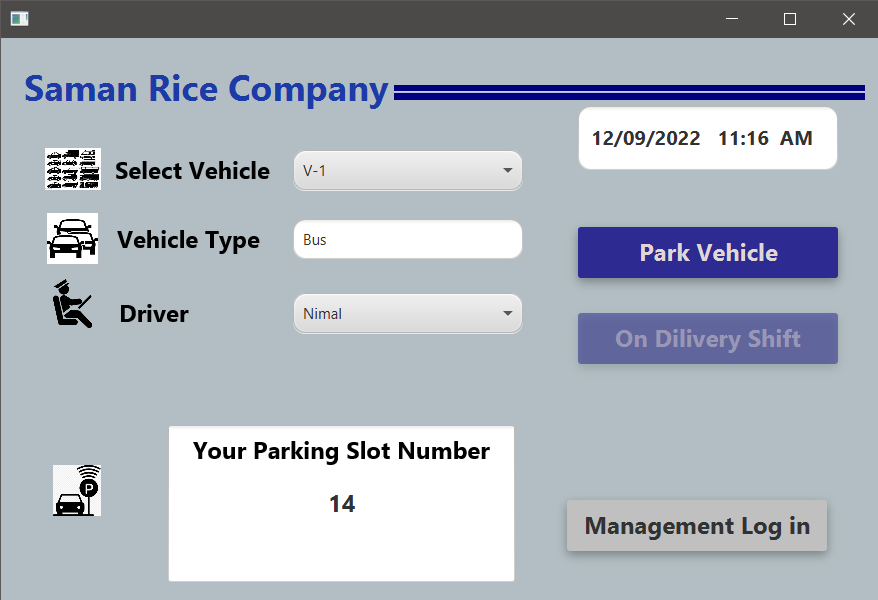 Saman Rice Company
12/09/2022 11:16 AM
Select Vehicle
V-1
Vehicle Type
Bus
Park Vehicle
Driver
Nimal
On Dilivery Shift
Your Parking Slot Number
14
P
Management Log in